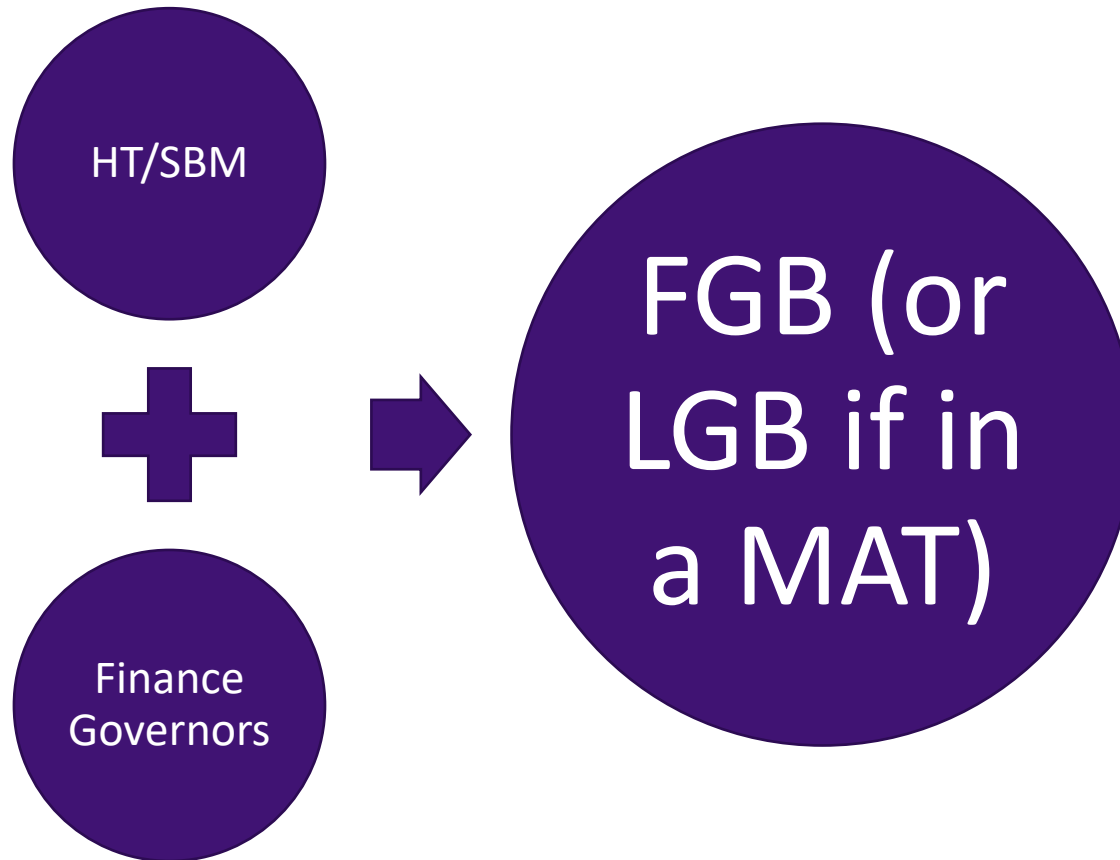 HT/SBM
Finance
Governors
FGB (or
LGB if in
a MAT)